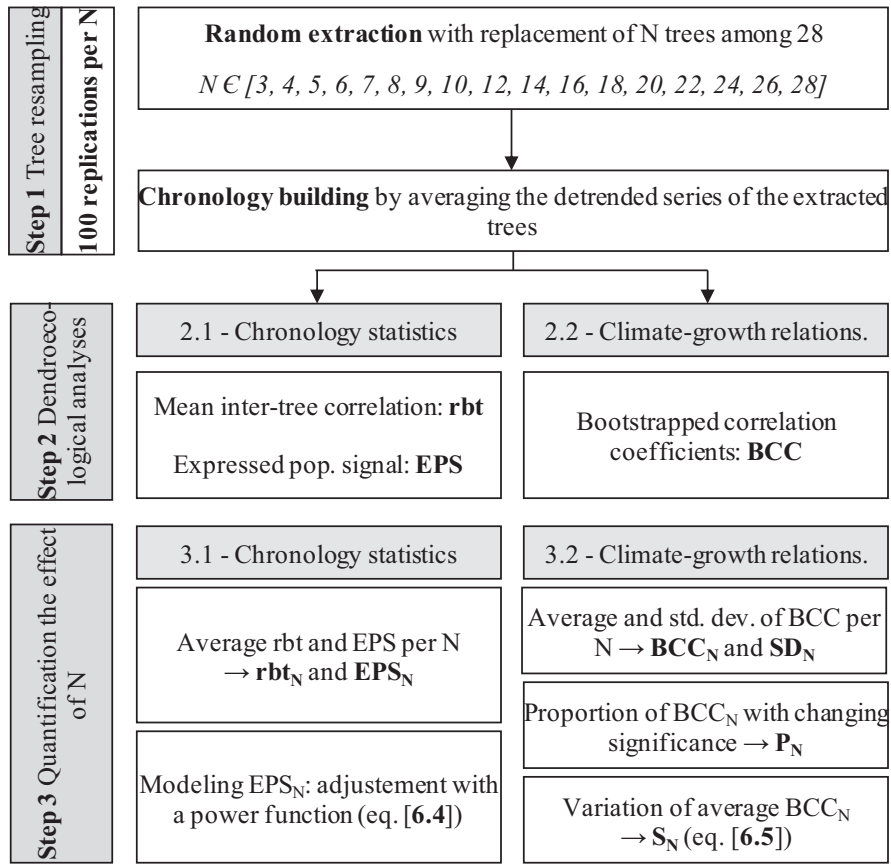 Step 1 Tree resampling
100 replications per N
Random extraction with replacement of N trees among 28
N Є [3, 4, 5, 6, 7, 8, 9, 10, 12, 14, 16, 18, 20, 22, 24, 26, 28]
Chronology building by averaging the detrended series of the extracted
trees
Step 2 Dendroeco-
logical analyses
2.1 - Chronology statistics
Mean inter-tree correlation: rbt
Expressed pop. signal: EPS
2.2 - Climate-growth relations.
Bootstrapped correlation
coefficients: BCC
Step 3 Quantification the effect
of N
3.1 - Chronology statistics
Average rbt and EPS per N
→ rbtN and EPSN
Modeling EPSN: adjustement with
a power function (eq. [6.4])
3.2 - Climate-growth relations.
Average and std. dev. of BCC per
N → BCCN and SDN
Proportion of BCCN with changing
significance → PN
Variation of average BCCN
→ SN (eq. [6.5])